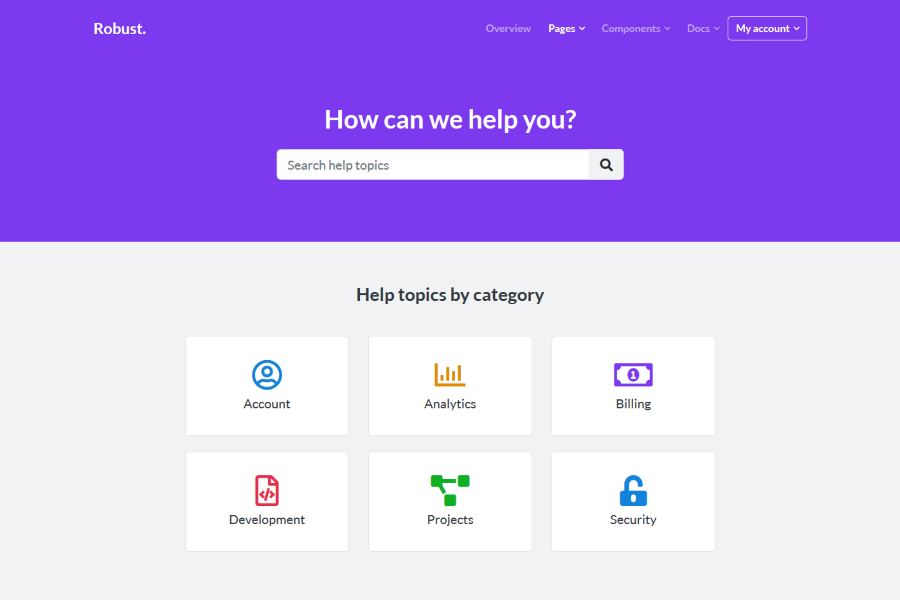 Robust.
Overview Pages Components Docs My account
How can we help you?
Search help topics
Help topics by category
Account Analytics Billing
1
Development Projects Security